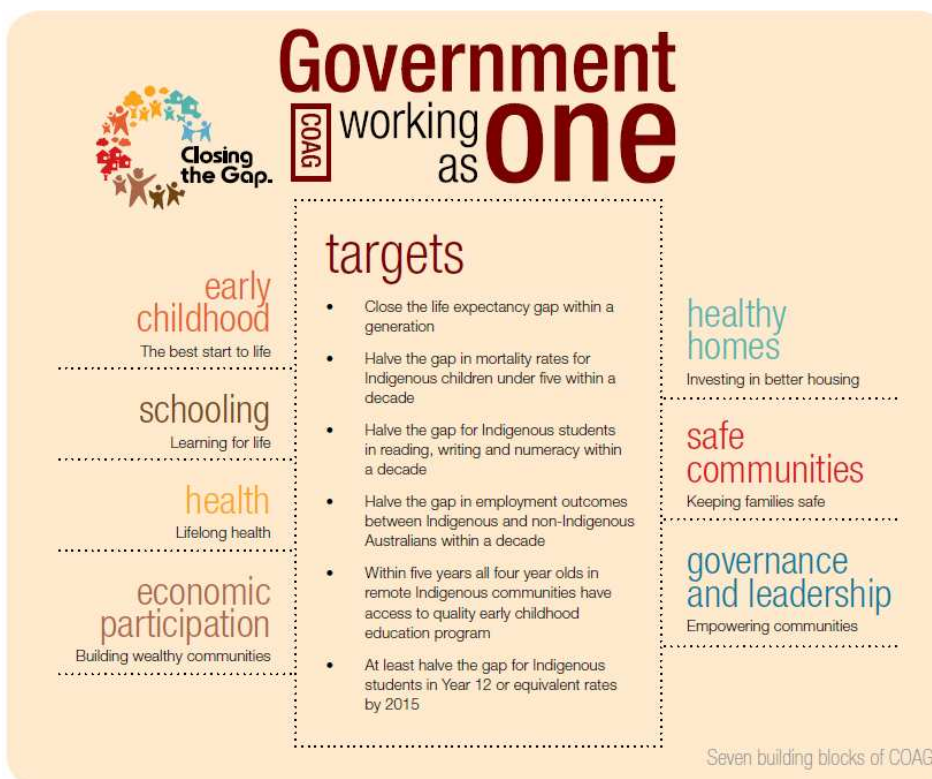 Government
COAG
working
as
one
Closing
the Gap.
early
childhood
The best start to life
schooling
Learning for life
health
Lifelong health
economic
participation
Building wealthy communities
targets
• Close the life expectancy gap within a
generation
• Halve the gap in mortality rates for
Indigenous children under five within a
decade
• Halve the gap for Indigenous students
in reading, writing and numeracy within
a decade
• Halve the gap in employment outcomes
between Indigenous and non-Indigenous
Australians within a decade
• Within five years all four year olds in
remote Indigenous communities have
access to quality early childhood
education program
• At least halve the gap for Indigenous
students in Year 12 or equivalent rates
by 2015
healthy
homes
Investing in better housing
safe
communities
Keeping families safe
governance
and leadership
Empowering communities
Seven building blocks of COAG